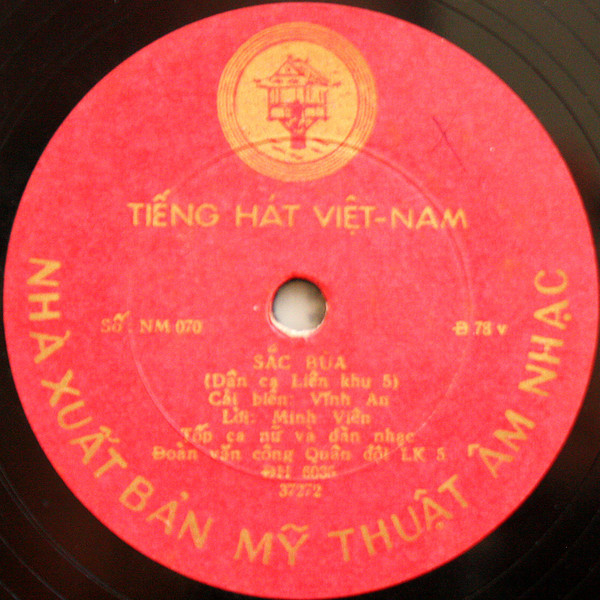 TIẾNG HÁT VIỆT-NAM
Số : NM 070
Đ 78 v
SẮC BÙA
(Dân ca Liên khu 5)
Cải biên: Vĩnh An
Lời: Minh Viên
Tốp ca nữ và dàn nhạc
Đoàn văn công Quân đội LK 5
37272
NHÀ XUẤT BẢN MỸ THUẬT ÂM NHẠC